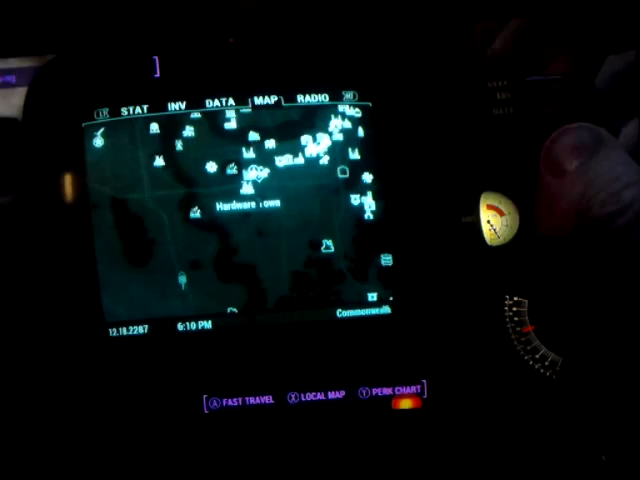 STAT INV DATA MAP RADIO
Hardware Town
Commonwealth
12.18.2287 6:10 PM
[ Ⓐ FAST TRAVEL Ⓧ LOCAL MAP Ⓨ PERK CHART ]